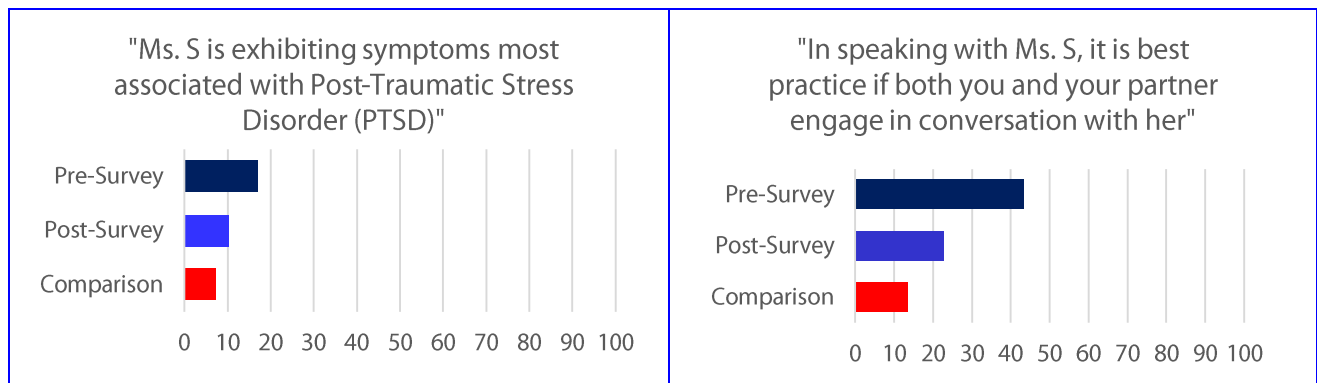 "Ms. S is exhibiting symptoms most
associated with Post-Traumatic Stress
Disorder (PTSD)"
Pre-Survey
Post-Survey
Comparison
0 10 20 30 40 50 60 70 80 90 100
"In speaking with Ms. S, it is best
practice if both you and your partner
engage in conversation with her"
Pre-Survey
Post-Survey
Comparison
0 10 20 30 40 50 60 70 80 90 100